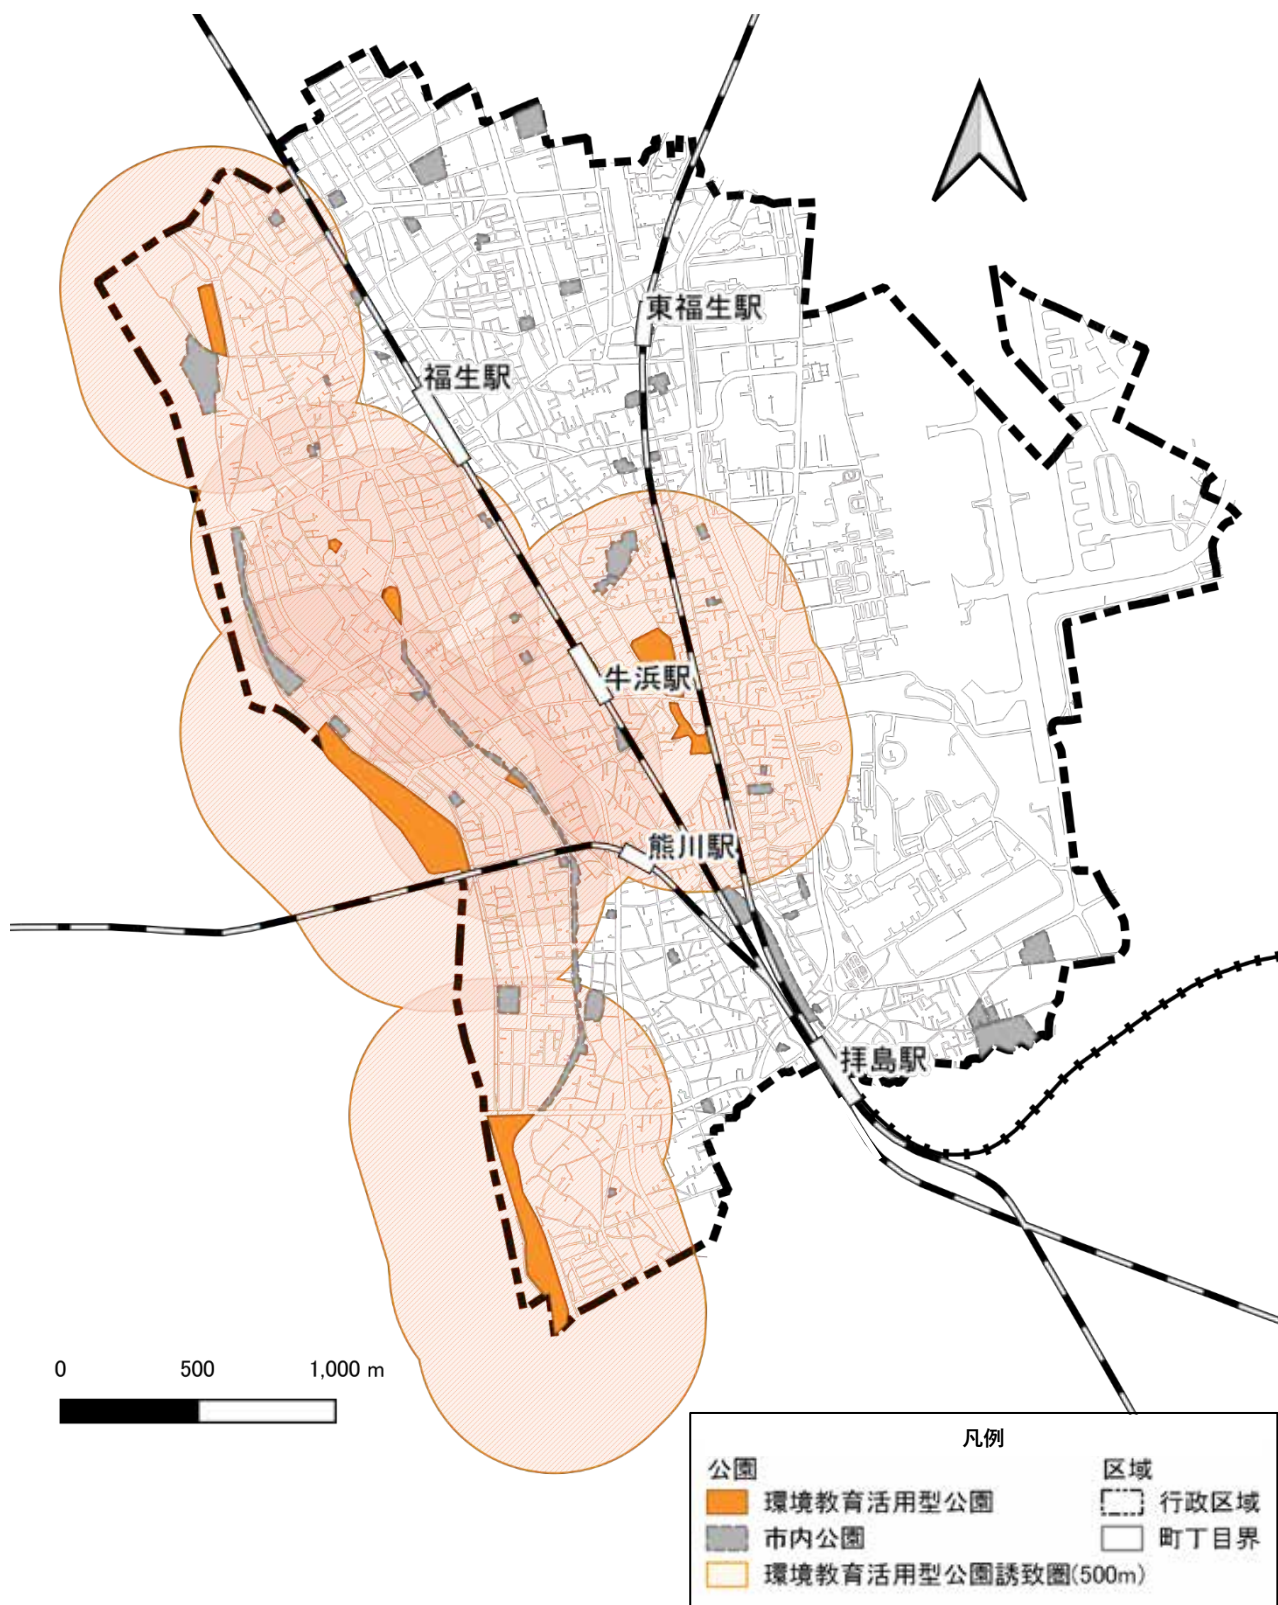 東福生駅
福生駅
牛浜駅
熊川駅
拝島駅
0 500 1,000 m
凡例
公園
環境教育活用型公園
市内公園
環境教育活用型公園誘致圏(500m)
区域
行政区域
町丁目界